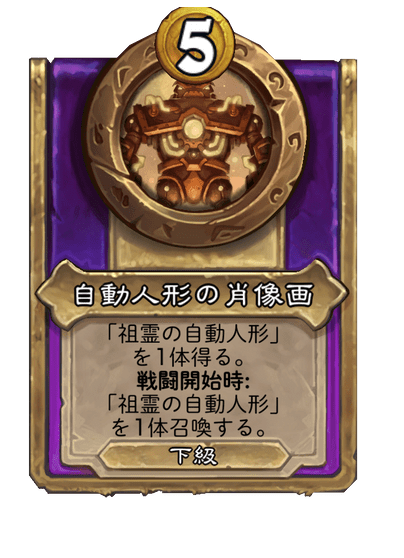 5
自動人形の肖像画
「祖霊の自動人形」
を1体得る。
戦闘開始時:
「祖霊の自動人形」
を1体召喚する。
下級